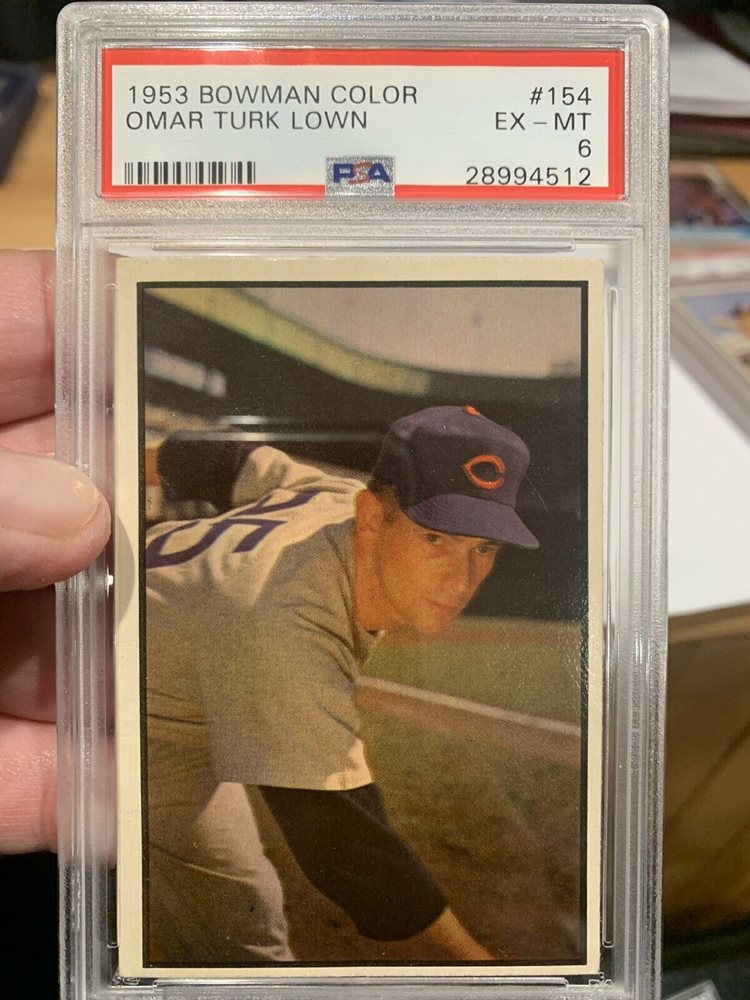 1953 BOWMAN COLOR #154
OMAR TURK LOWN EX - MT
6
PSA 28994512
C